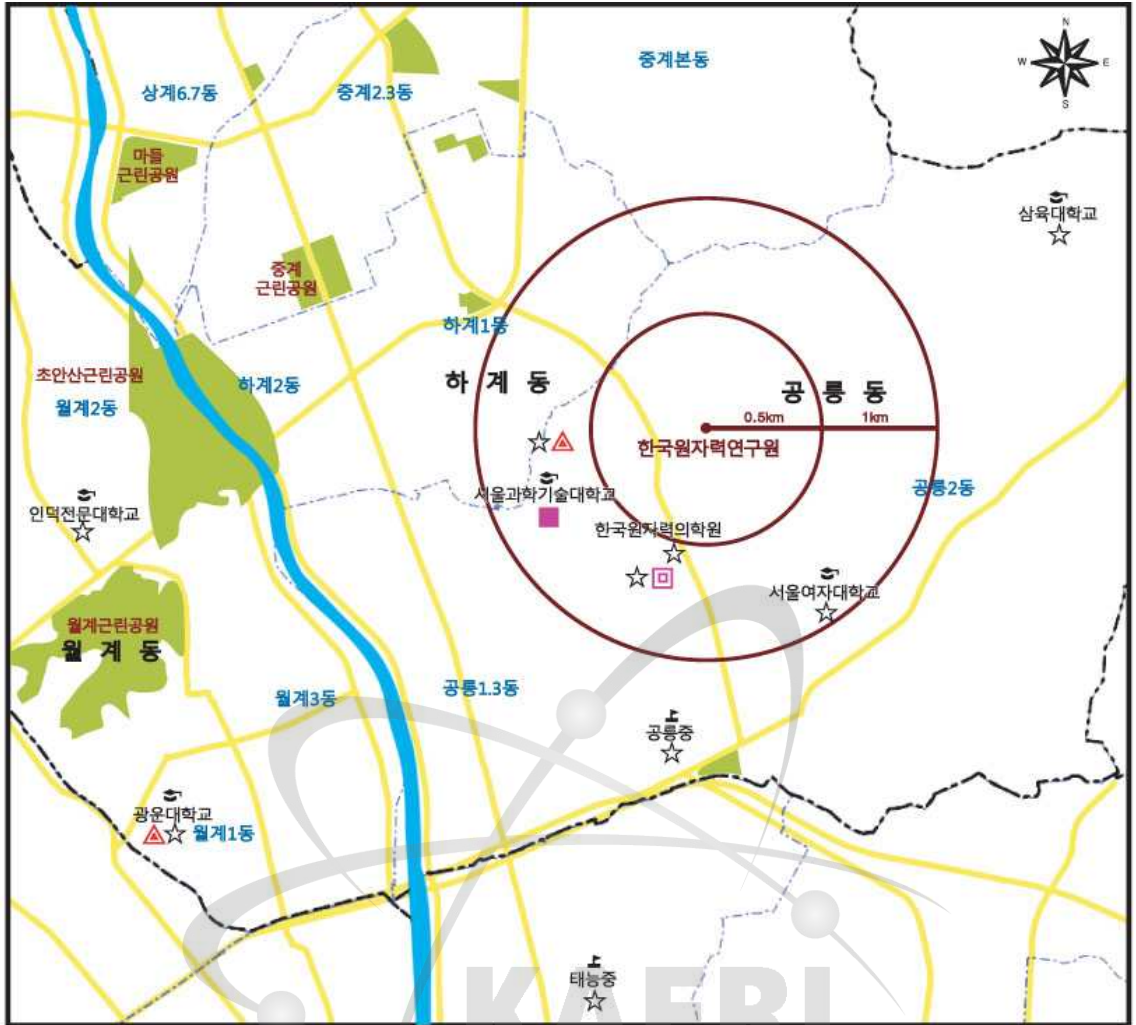 N
W
E
S
중계본동
상계6.7동
중계2.3동
마들
근린공원
삼육대학교
중계
근린공원
하계1동
초안산근린공원
월계2동
하계2동
하 계 동
공 릉 동
0.5km
1km
한국원자력연구원
인덕전문대학교
서울과학기술대학교
공릉2동
한국원자력의학원
서울여자대학교
월계근린공원
월 계 동
월계3동
공릉1.3동
공릉중
광운대학교
월계1동
태능중
KAERI